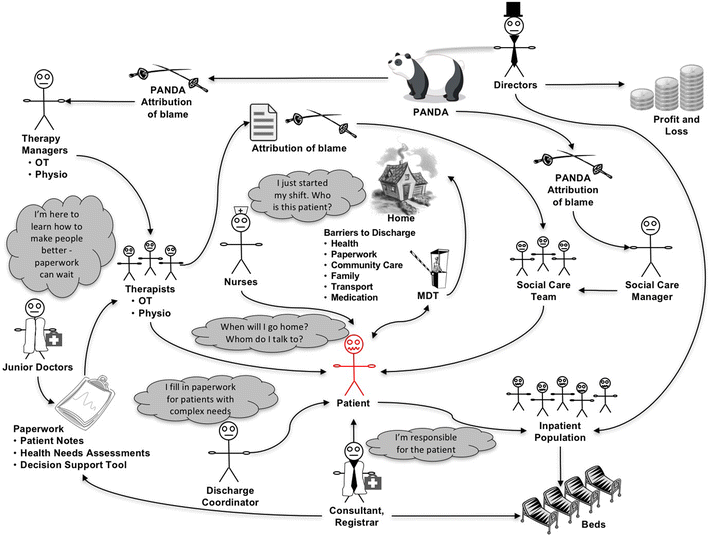 Directors
PANDA
Profit and
Loss
PANDA
Attribution
of blame
Therapy
Managers
• OT
• Physio
Attribution of blame
PANDA
Attribution
of blame
I just started
my shift. Who
is this patient?
Home
I'm here to
learn how to
make people
better -
paperwork
can wait
Barriers to Discharge
• Health
• Paperwork
• Community Care
• Family
• Transport
• Medication
Nurses
Therapists
• OT
• Physio
MDT
Social Care
Team
Social Care
Manager
When will I go home?
Whom do I talk to?
Junior Doctors
I fill in paperwork
for patients with
complex needs
Patient
Paperwork
• Patient Notes
• Health Needs Assessments
• Decision Support Tool
Inpatient
Population
I'm responsible
for the patient
Discharge
Coordinator
Consultant,
Registrar
Beds